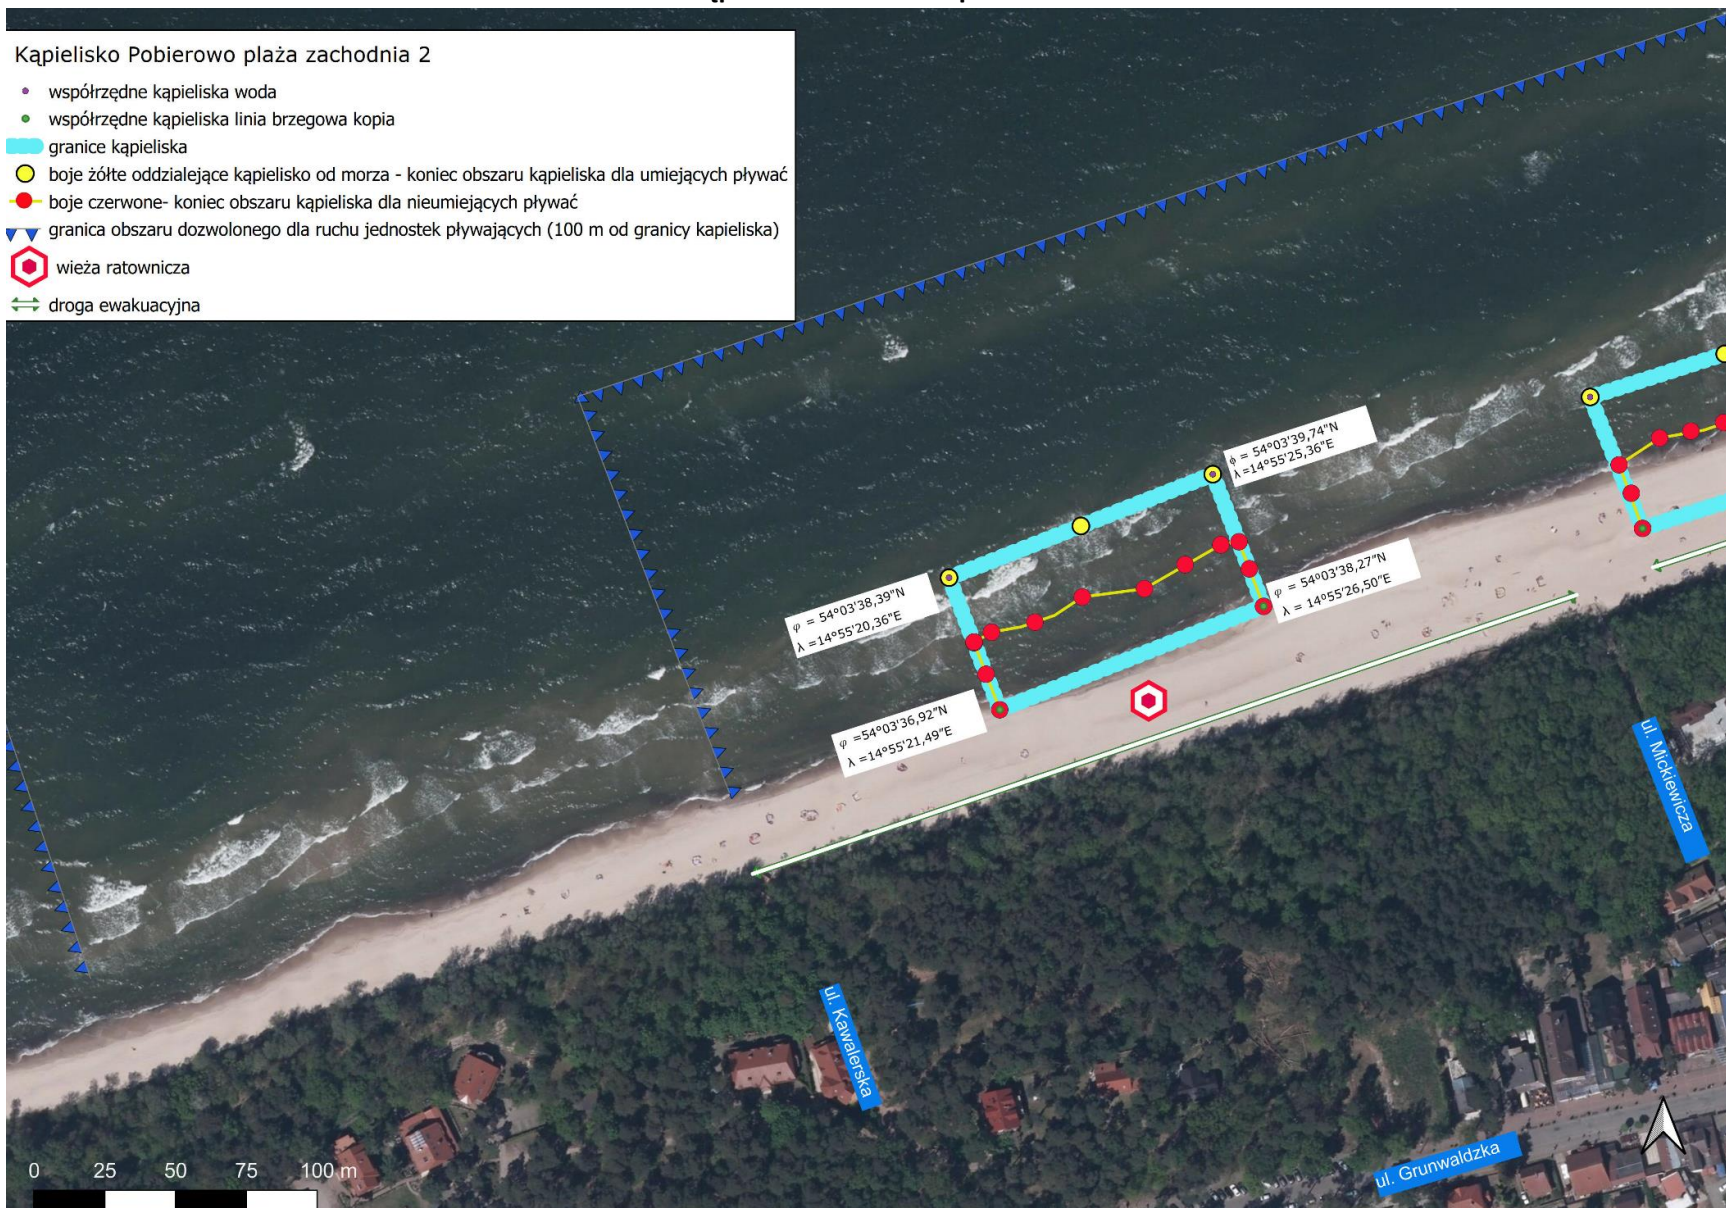 Kąpielisko Pobierowo plaża zachodnia 2
współrzędne kąpieliska woda
współrzędne kąpieliska linia brzegowa kopia
granice kąpieliska
boje żółte oddzialejące kąpielisko od morza - koniec obszaru kąpieliska dla umiejących pływać
boje czerwone- koniec obszaru kąpieliska dla nieumiejących pływać
granica obszaru dozwolonego dla ruchu jednostek pływających (100 m od granicy kapieliska)
wieża ratownicza
droga ewakuacyjna
ϕ = 54°03'39,74"N
λ =14°55'25,36"E
φ = 54°03'38,39"N
λ =14°55'20,36"E
φ = 54°03'38,27"N
λ = 14°55'26,50"E
φ =54°03'36,92"N
λ =14°55'21,49"E
ul. Mickiewicza
ul. Kawalerska
ul. Grunwaldzka
0 25 50 75 100 m